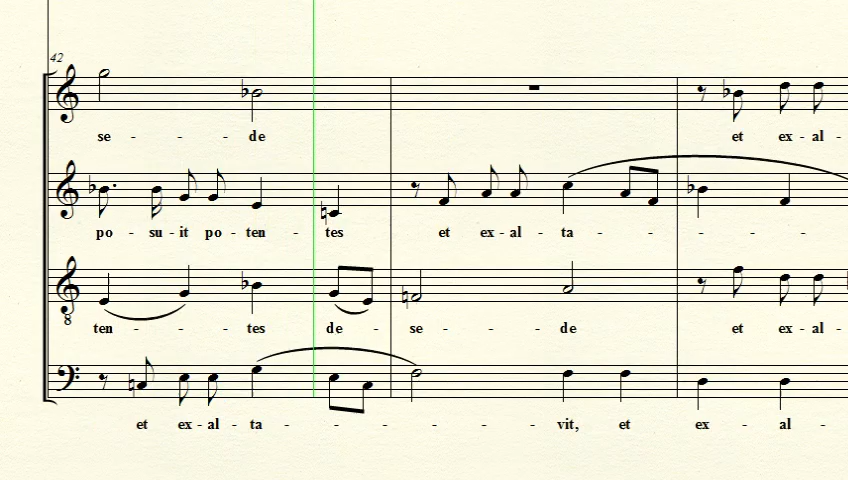 42
se - - - de et ex - al -
po - su - it po - ten - tes et ex - al - ta - - - - -
8
ten - - tes de - se - - de et ex - al -
et ex - al - ta - - - - - - vit, et ex - al -